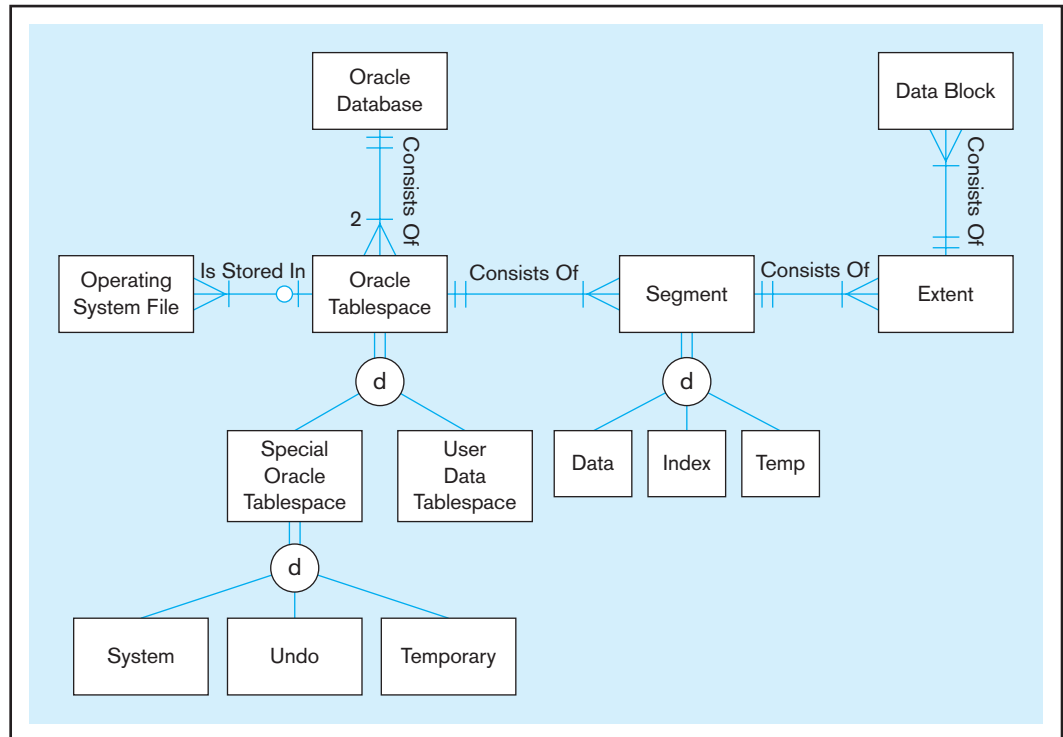 Oracle
Database
Data Block
Consists Of
Consists Of
2
Operating
System File
Is Stored In
Oracle
Tablespace
Consists Of
Segment
Consists Of
Extent
d
d
Special
Oracle
Tablespace
User
Data
Tablespace
Data
Index
Temp
d
System
Undo
Temporary